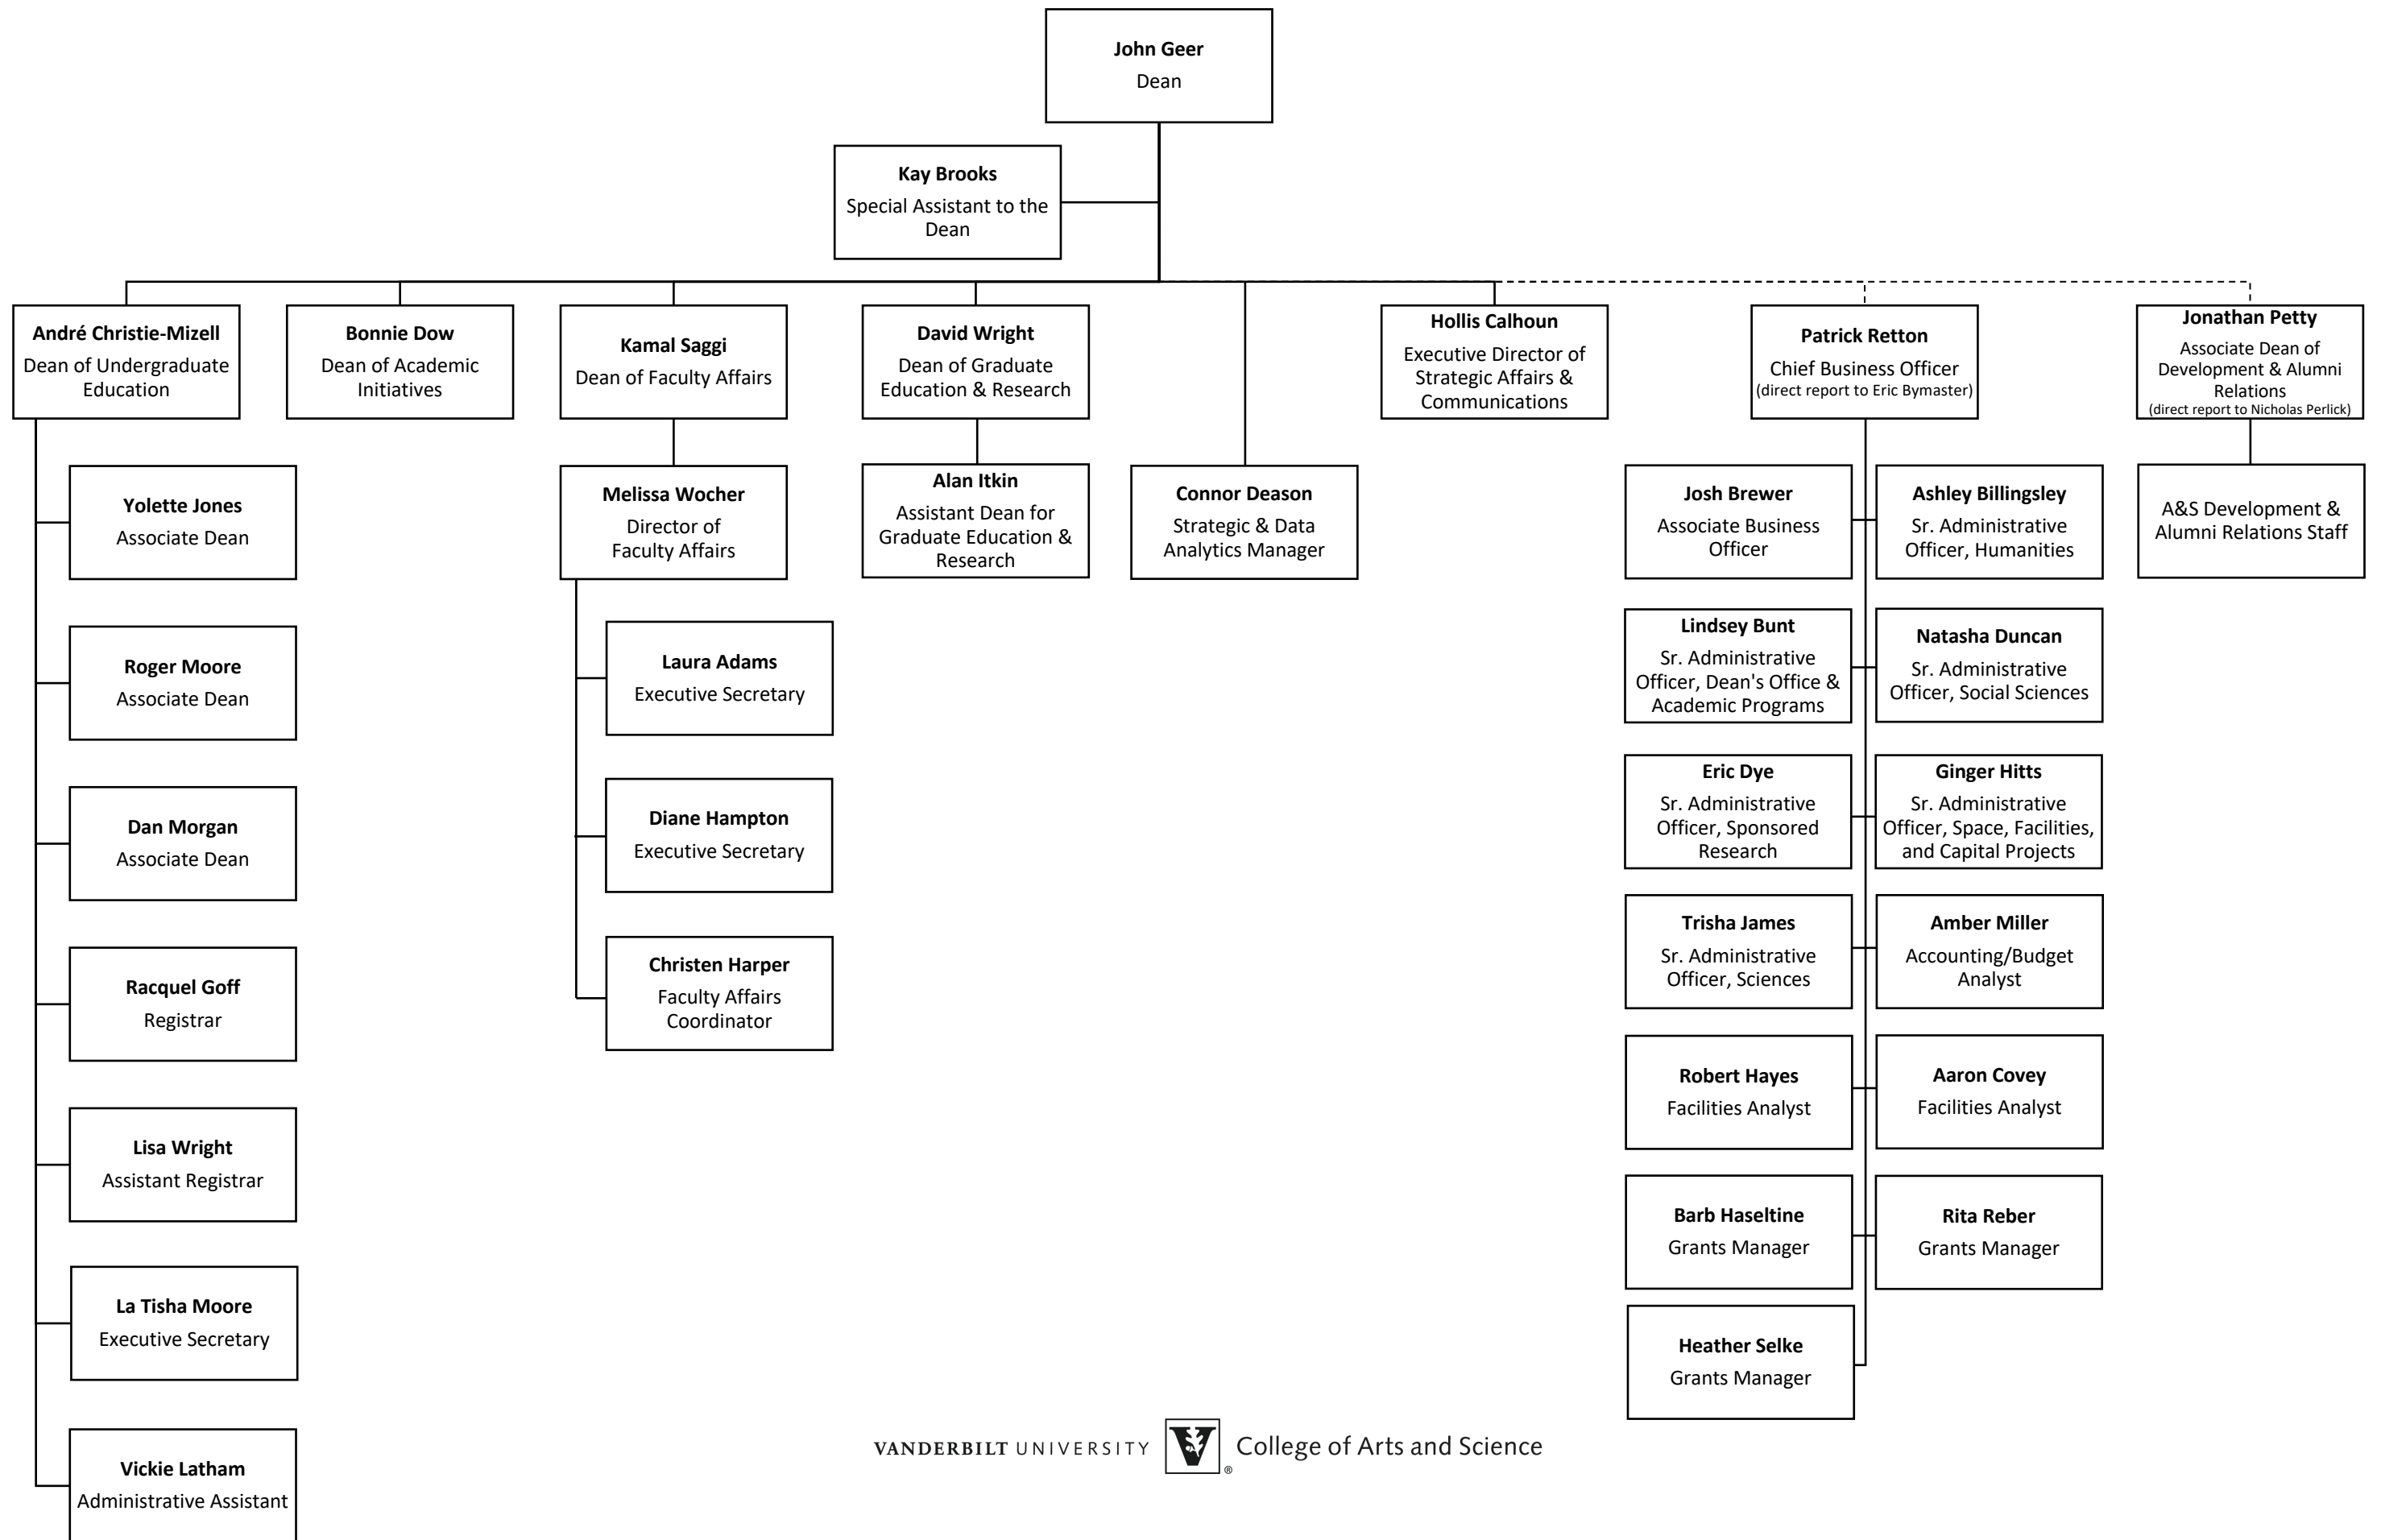 John Geer
Dean
Kay Brooks
Special Assistant to the
Dean
André Christie-Mizell
Dean of Undergraduate
Education
Bonnie Dow
Dean of Academic
Initiatives
Kamal Saggi
Dean of Faculty Affairs
David Wright
Dean of Graduate
Education & Research
Hollis Calhoun
Executive Director of
Strategic Affairs &
Communications
Patrick Retton
Chief Business Officer
(direct report to Eric Bymaster)
Jonathan Petty
Associate Dean of
Development & Alumni
Relations
(direct report to Nicholas Perlick)
Yolette Jones
Associate Dean
Roger Moore
Associate Dean
Dan Morgan
Associate Dean
Racquel Goff
Registrar
Lisa Wright
Assistant Registrar
La Tisha Moore
Executive Secretary
Vickie Latham
Administrative Assistant
Melissa Wocher
Director of
Faculty Affairs
Laura Adams
Executive Secretary
Diane Hampton
Executive Secretary
Christen Harper
Faculty Affairs
Coordinator
Alan Itkin
Assistant Dean for
Graduate Education &
Research
Connor Deason
Strategic & Data
Analytics Manager
Josh Brewer
Associate Business
Officer
Ashley Billingsley
Sr. Administrative
Officer, Humanities
Lindsey Bunt
Sr. Administrative
Officer, Dean's Office &
Academic Programs
Natasha Duncan
Sr. Administrative
Officer, Social Sciences
Eric Dye
Sr. Administrative
Officer, Sponsored
Research
Ginger Hitts
Sr. Administrative
Officer, Space, Facilities,
and Capital Projects
Trisha James
Sr. Administrative
Officer, Sciences
Amber Miller
Accounting/Budget
Analyst
Robert Hayes
Facilities Analyst
Aaron Covey
Facilities Analyst
Barb Haseltine
Grants Manager
Rita Reber
Grants Manager
Heather Selke
Grants Manager
A&S Development &
Alumni Relations Staff
VANDERBILT UNIVERSITY V ® College of Arts and Science